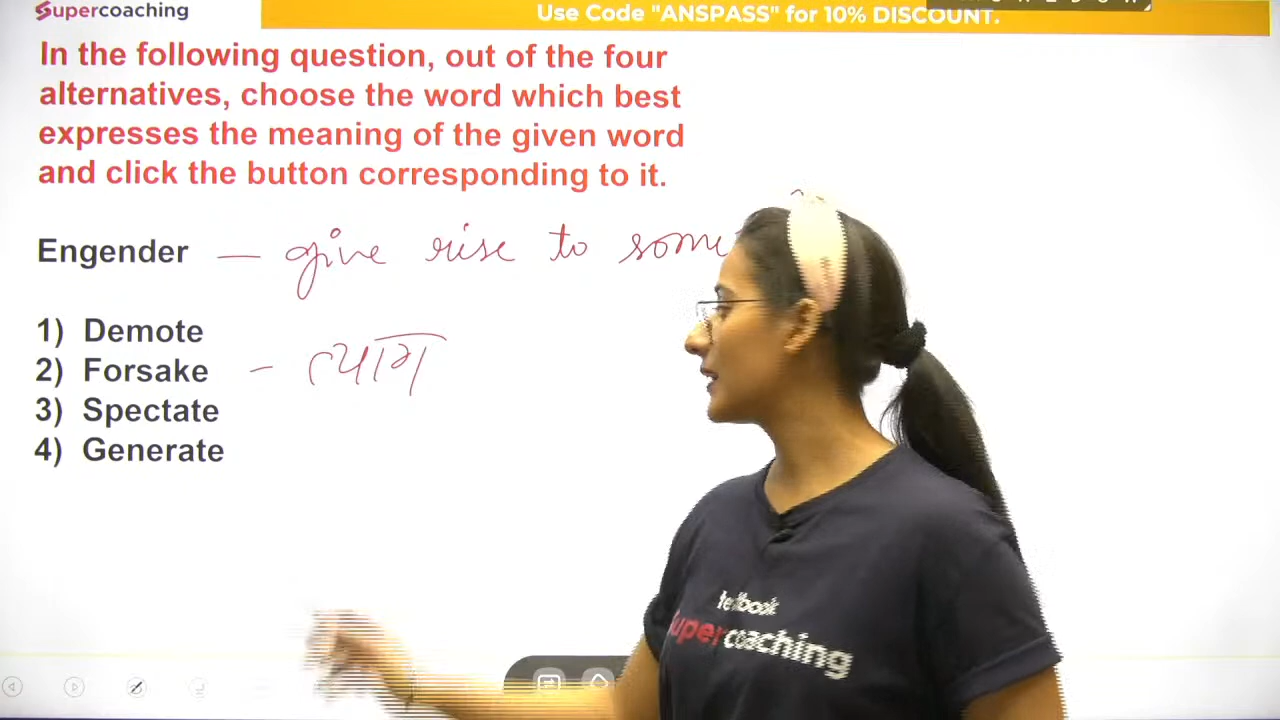 Supercoaching
Use Code "ANSPASS" for 10% DISCOUNT.
In the following question, out of the four
alternatives, choose the word which best
expresses the meaning of the given word
and click the button corresponding to it.
Engender — give rise to some
1) Demote
2) Forsake - त्याग
3) Spectate
4) Generate
testbook
Supercoaching